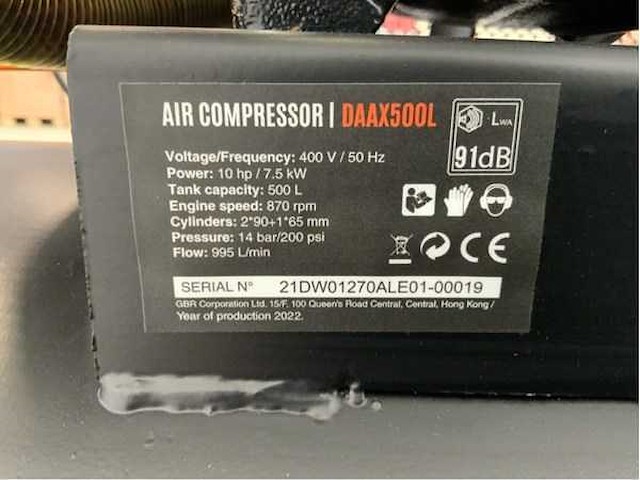 AIR COMPRESSOR | DAAX500L
LWA
91dB
Voltage/Frequency: 400 V / 50 Hz
Power: 10 hp / 7.5 kW
Tank capacity: 500 L
Engine speed: 870 rpm
Cylinders: 2*90+1*65 mm
Pressure: 14 bar/200 psi
Flow: 995 L/min
CE
SERIAL N° 21DW01270ALE01-00019
GBR Corporation Ltd. 15/F, 100 Queen's Road Central, Central, Hong Kong /
Year of production 2022.